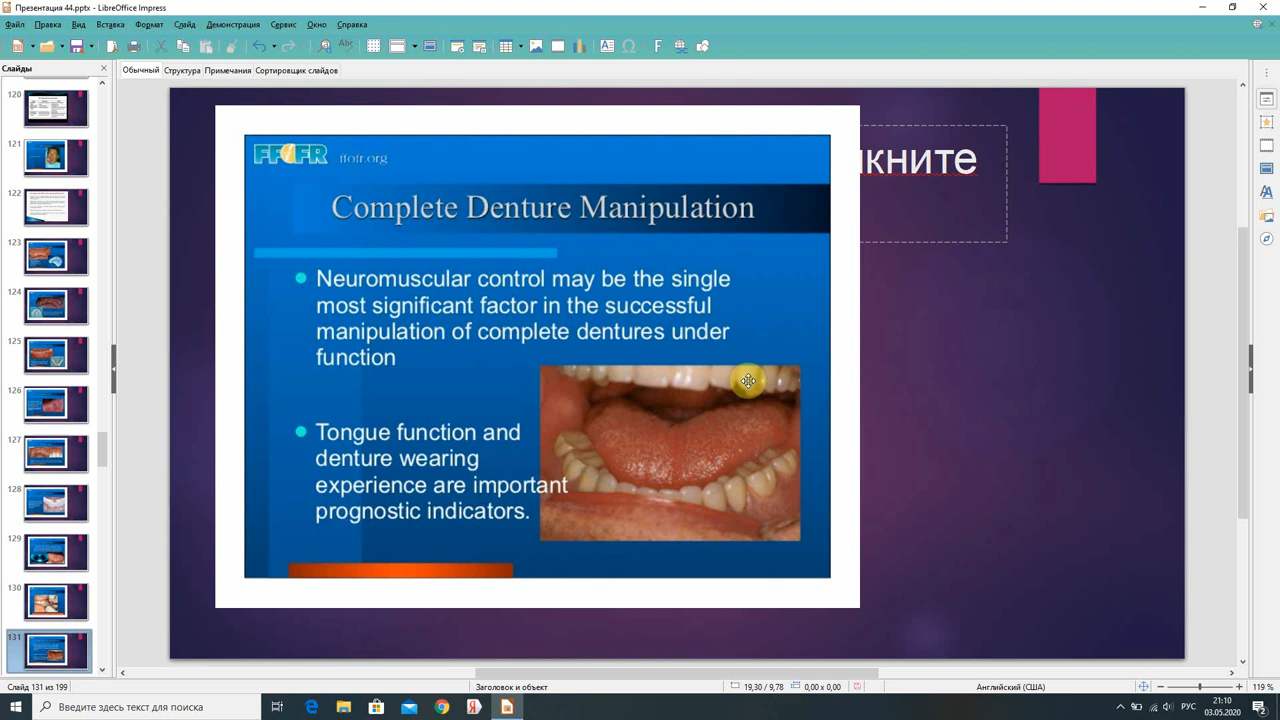 Презентация 44.pptx - LibreOffice Impress
Файл Правка Вид Вставка Формат Слайд Демонстрация Сервис Окно Справка
Слайды
Обычный Структура Примечания Сортировщик слайдов
120
121
122
123
124
125
126
127
128
129
130
131
FFOFR ffofr.org
кните
Complete Denture Manipulation
Neuromuscular control may be the single
most significant factor in the successful
manipulation of complete dentures under
function
Tongue function and
denture wearing
experience are important
prognostic indicators.
Слайд 131 из 199 Заголовок и объект 19,30 / 9,78 0,00 x 0,00 Английский (США) 119 %
Введите здесь текст для поиска
РУС
21:10
03.05.2020
2